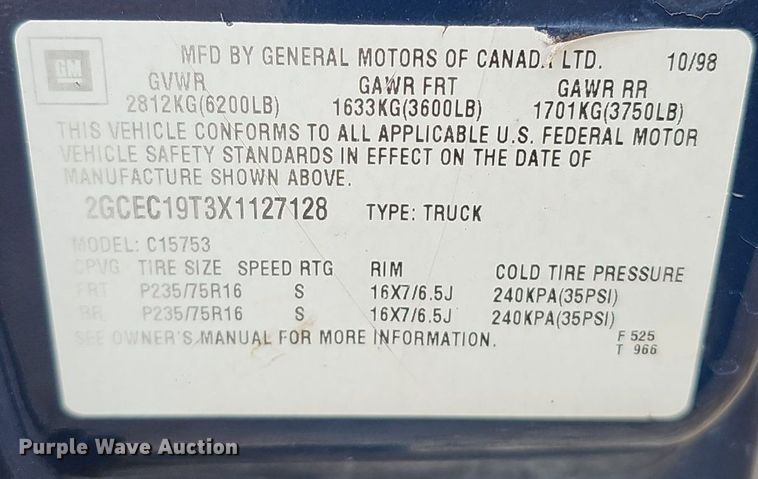 GM
MFD BY GENERAL MOTORS OF CANADA LTD. 10/98
GVWR GAWR FRT GAWR RR
2812KG(6200LB) 1633KG(3600LB) 1701KG(3750LB)
THIS VEHICLE CONFORMS TO ALL APPLICABLE U.S. FEDERAL MOTOR
VEHICLE SAFETY STANDARDS IN EFFECT ON THE DATE OF
MANUFACTURE SHOWN ABOVE.
2GCEC19T3X1127128 TYPE: TRUCK
MODEL: C15753
CPVG TIRE SIZE SPEED RTG RIM COLD TIRE PRESSURE
FRT P235/75R16 S 16X7/6.5J 240KPA(35PSI)
RR P235/75R16 S 16X7/6.5J 240KPA(35PSI)
SEE OWNER'S MANUAL FOR MORE INFORMATION.
F 525
T 966
Purple Wave Auction